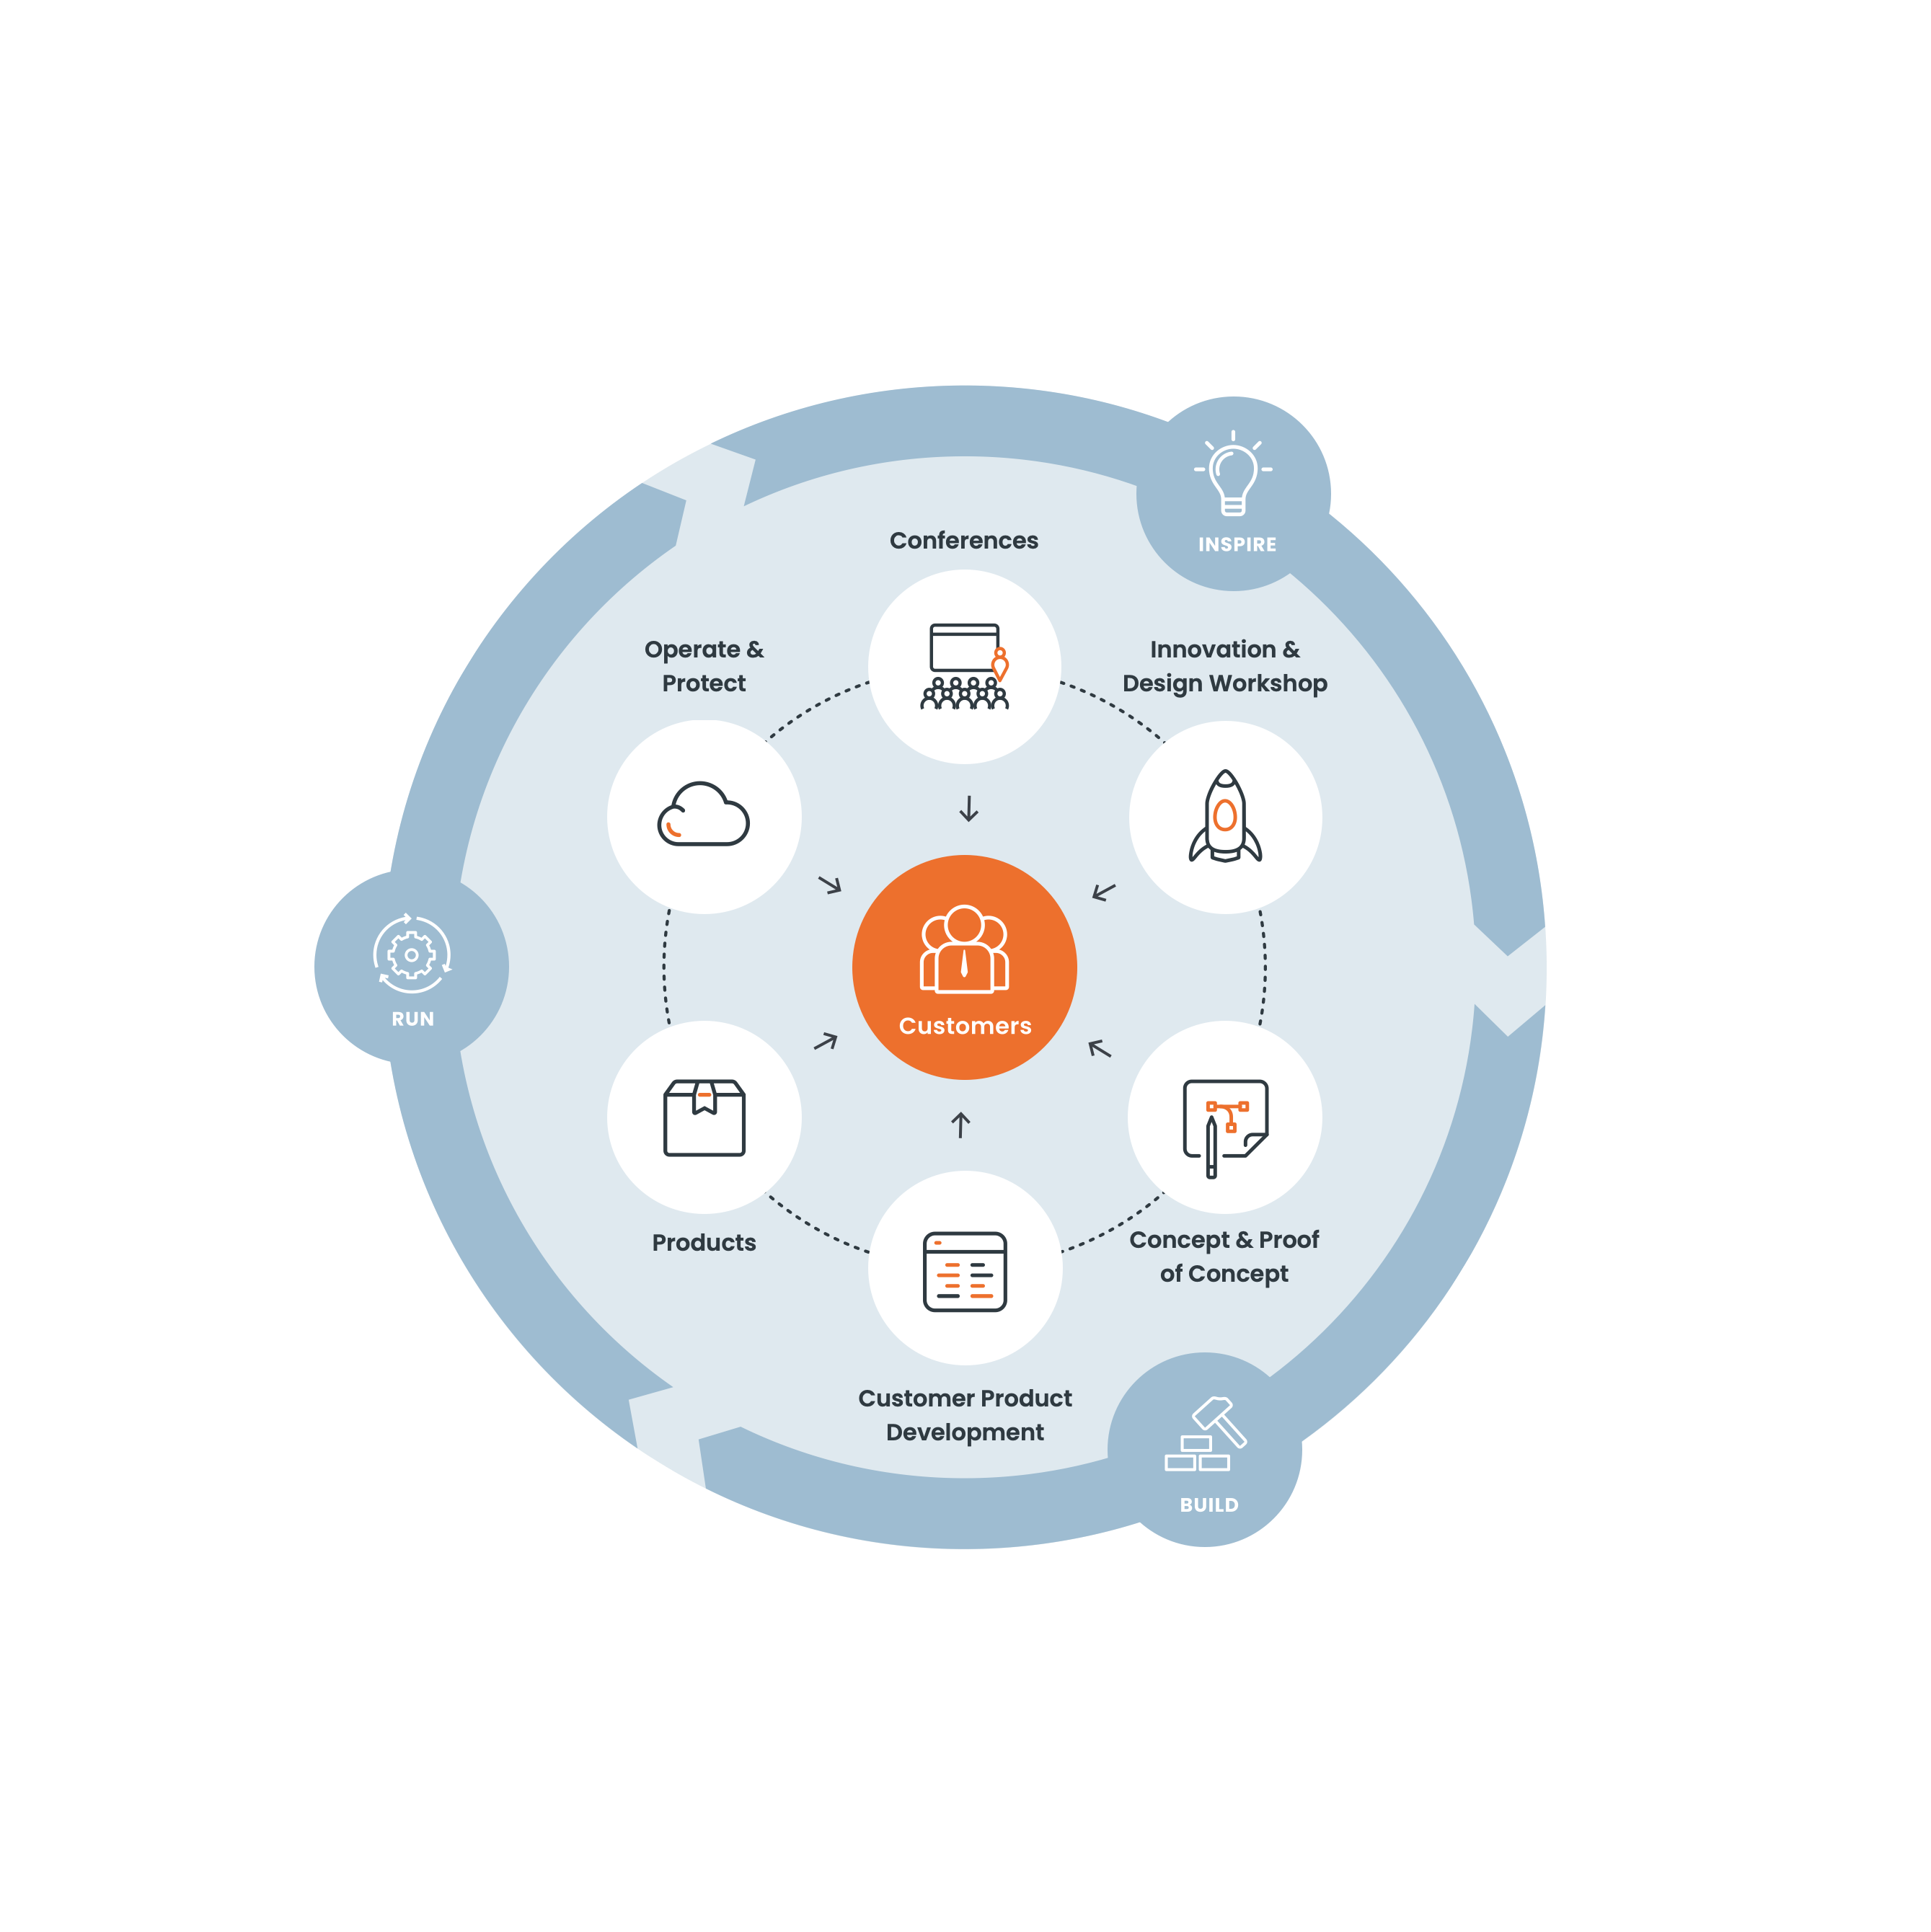 INSPIRE
Conferences
Operate &
Protect
Innovation &
Design Workshop
RUN
Customers
Products
Concept & Proof
of Concept
Customer Product
Development
BUILD